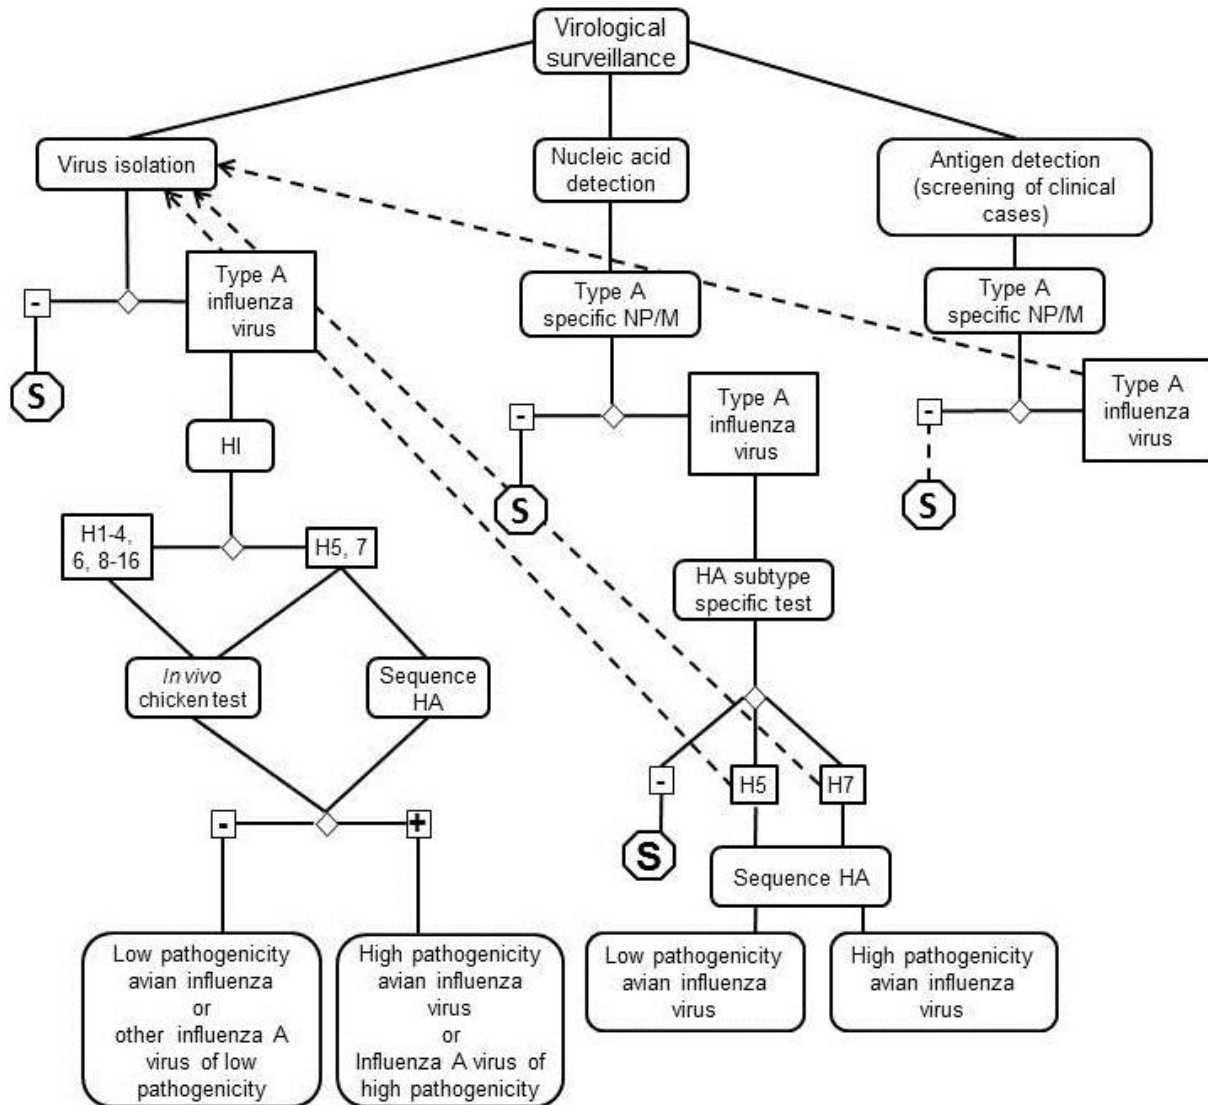 Virological
surveillance
Virus isolation
Nucleic acid
detection
Antigen detection
(screening of clinical
cases)
Type A
influenza
virus
-
S
Type A
specific NP/M
Type A
specific NP/M
-
S
Type A
influenza
virus
-
S
Type A
influenza
virus
HI
H1-4,
6, 8-16
H5, 7
HA subtype
specific test
In vivo
chicken test
Sequence
HA
-
H5
H7
S
-
+
Sequence HA
Low pathogenicity
avian influenza
or
other influenza A
virus of low
pathogenicity
High pathogenicity
avian influenza
virus
or
Influenza A virus of
high pathogenicity
Low pathogenicity
avian influenza
virus
High pathogenicity
avian influenza
virus